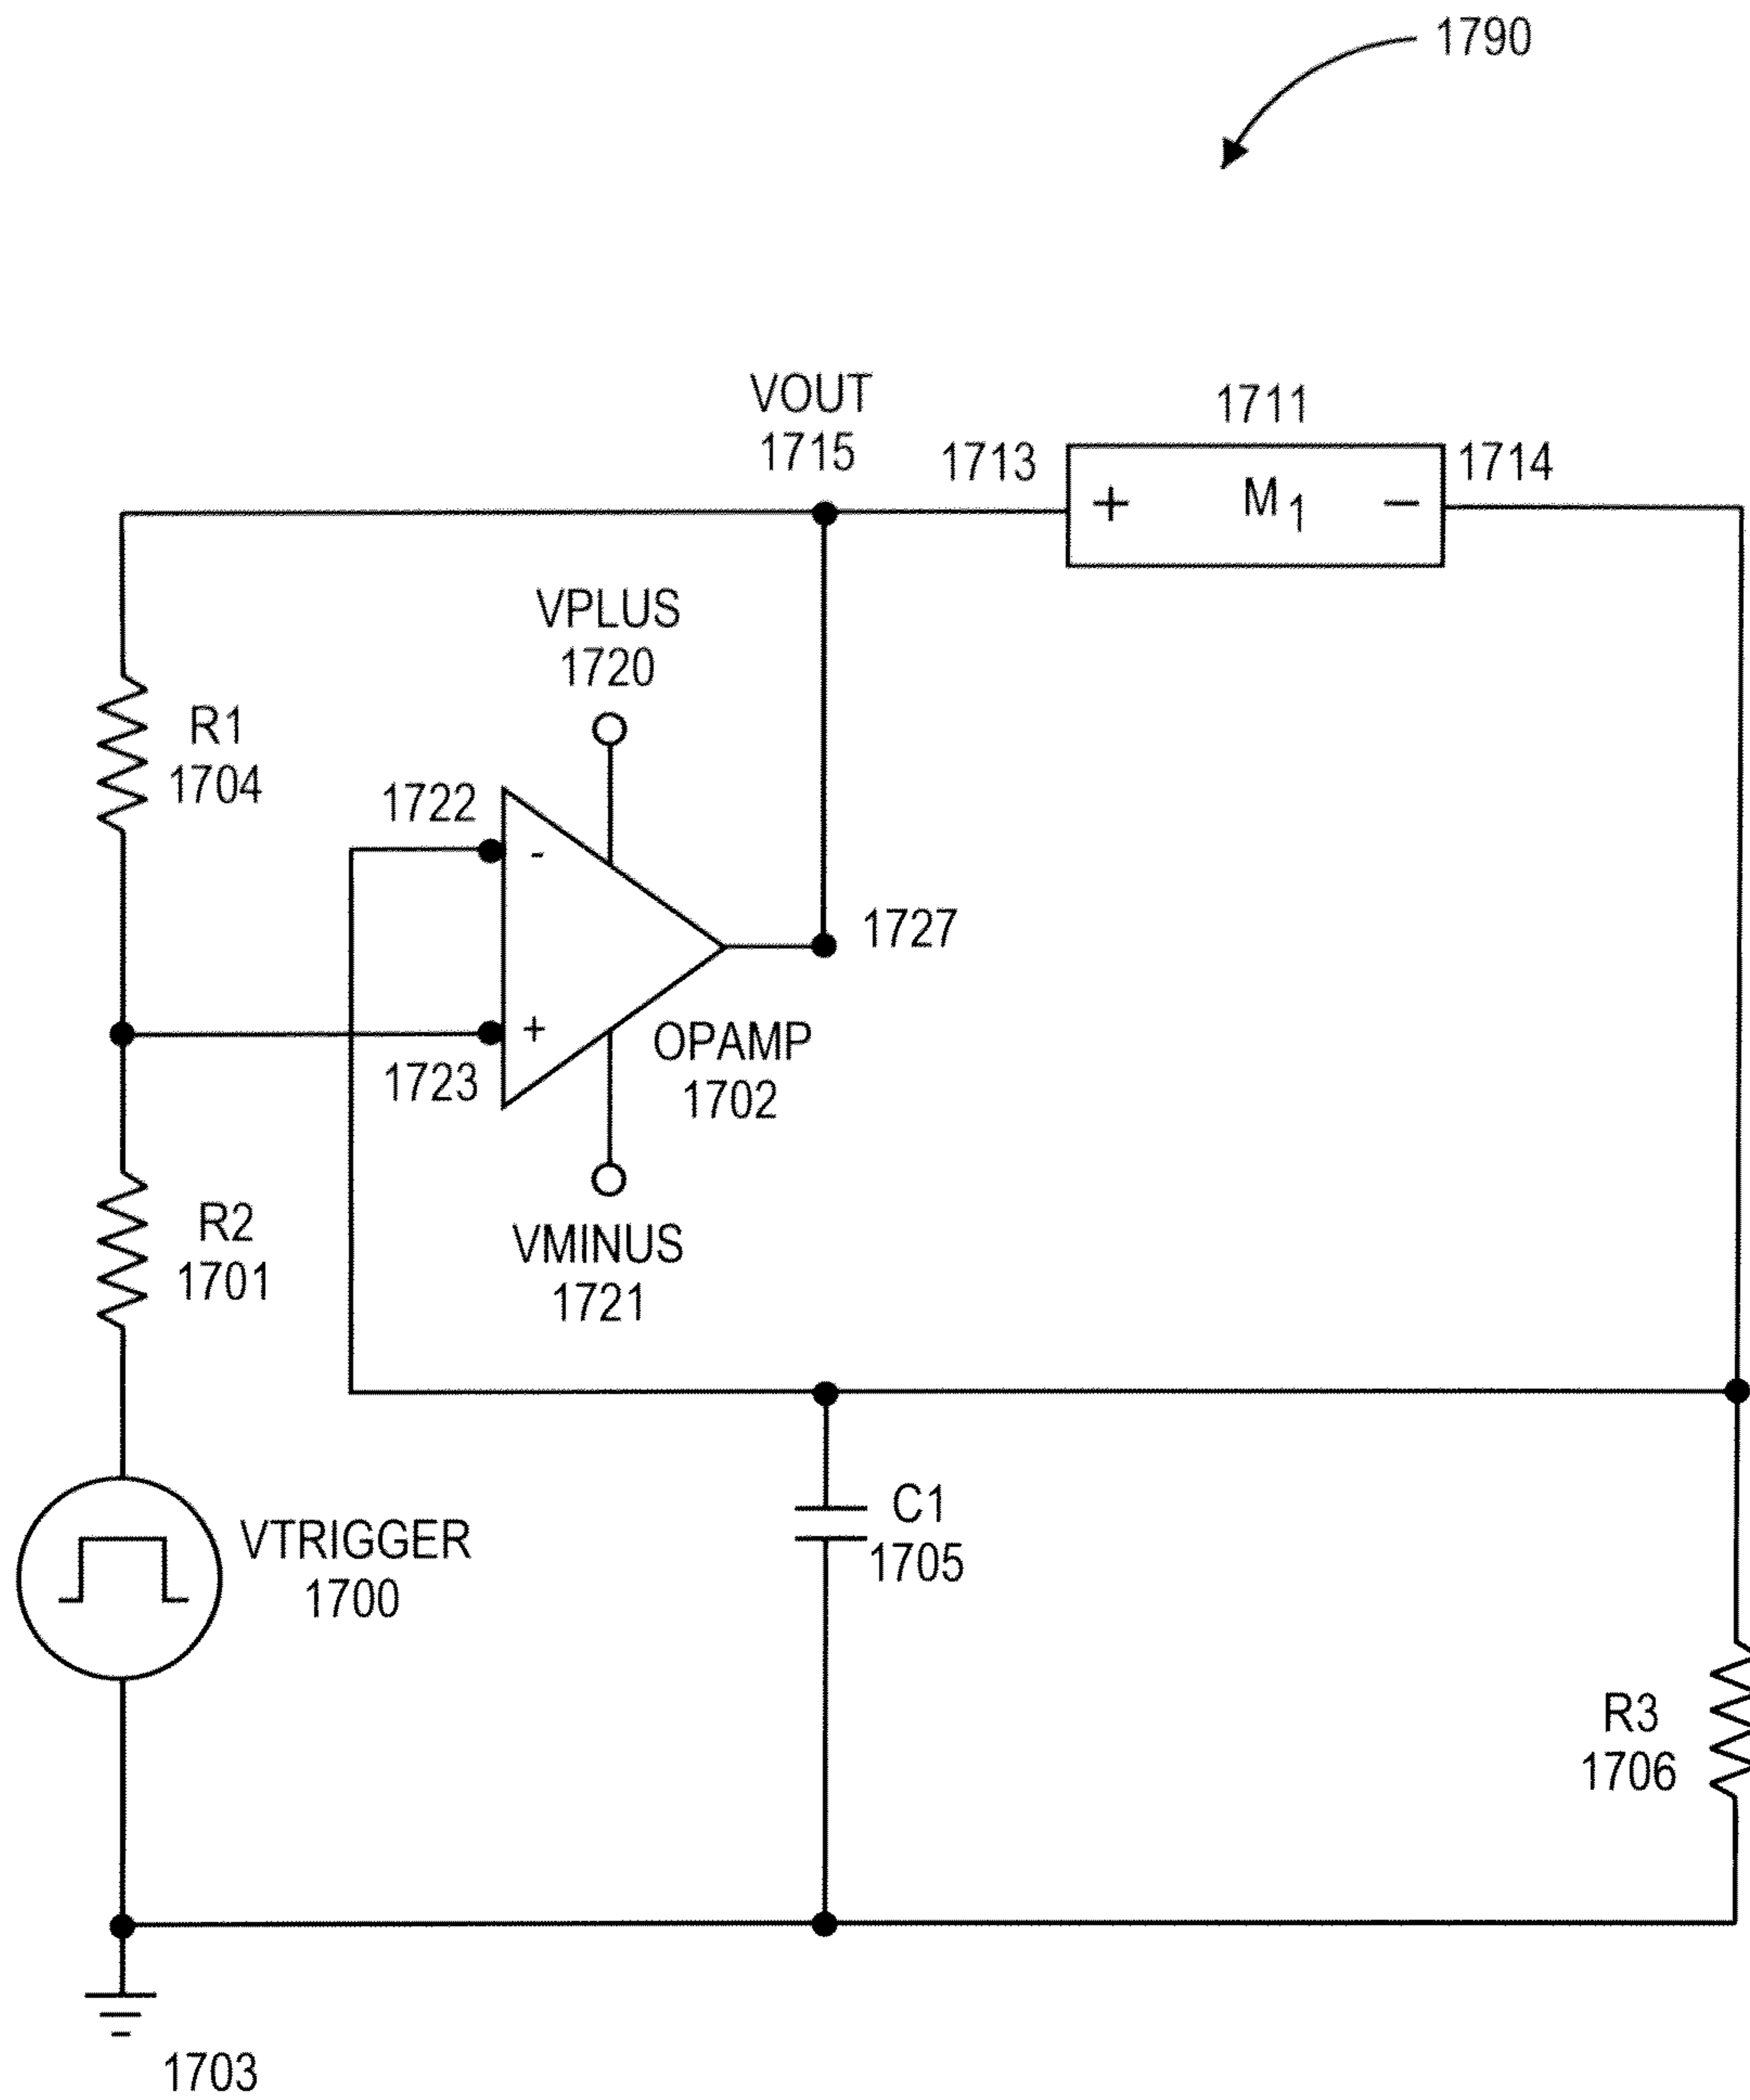 1790
VOUT
1715
1713
1711
1714
+ M1 −
VPLUS
1720
R1
1704
1722
-
1727
+
1723
OPAMP
1702
R2
1701
VMINUS
1721
VTRIGGER
1700
C1
1705
R3
1706
1703